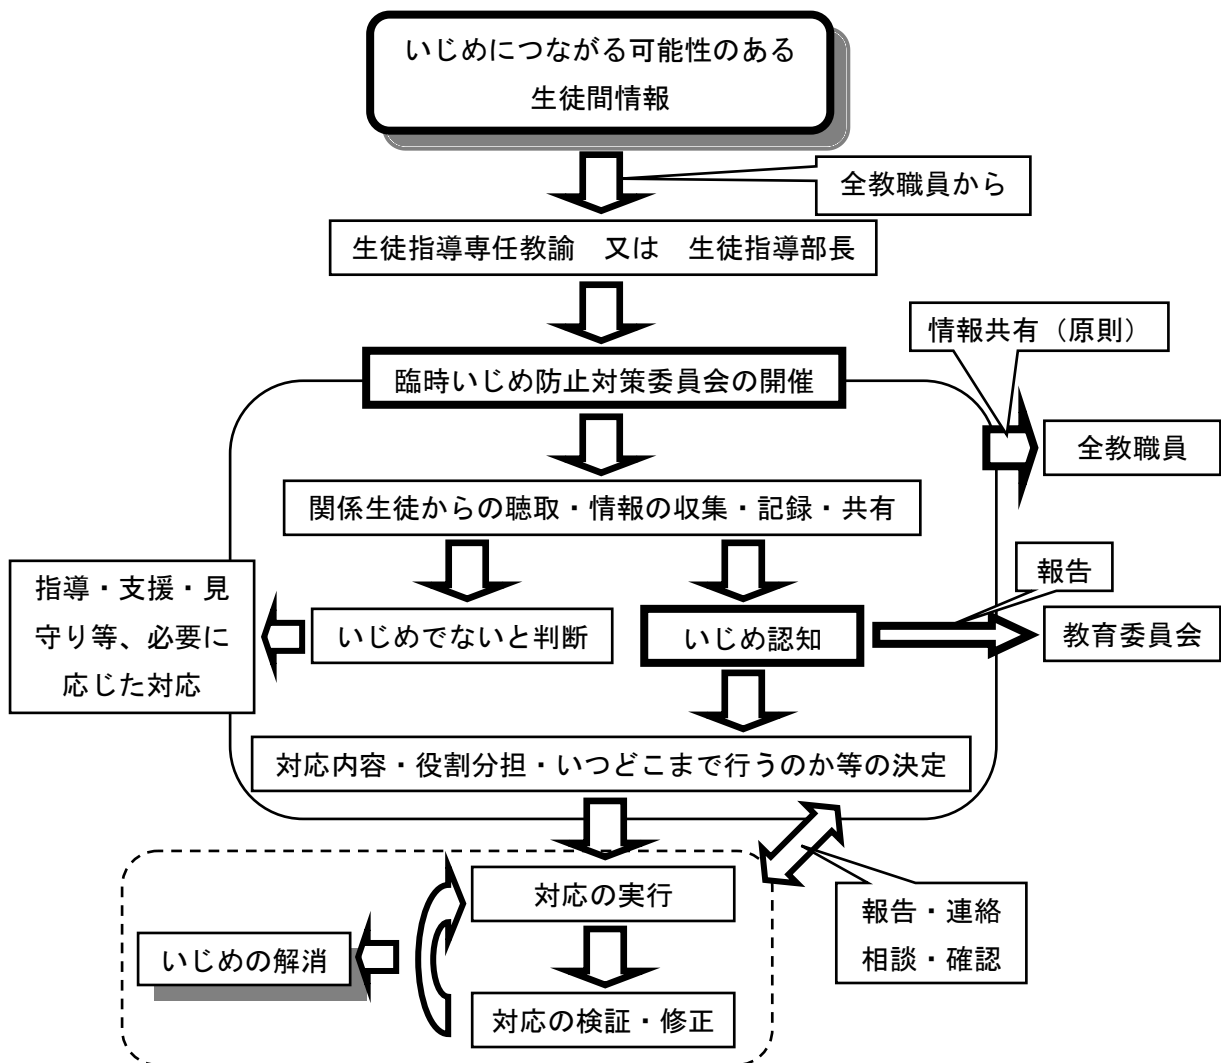 いじめにつながる可能性のある
生徒間情報
全教職員から
生徒指導専任教諭　又は　生徒指導部長
情報共有（原則）
臨時いじめ防止対策委員会の開催
全教職員
関係生徒からの聴取・情報の収集・記録・共有
報告
指導・支援・見
守り等、必要に
応じた対応
いじめでないと判断
いじめ認知
教育委員会
対応内容・役割分担・いつどこまで行うのか等の決定
対応の実行
報告・連絡
相談・確認
いじめの解消
対応の検証・修正